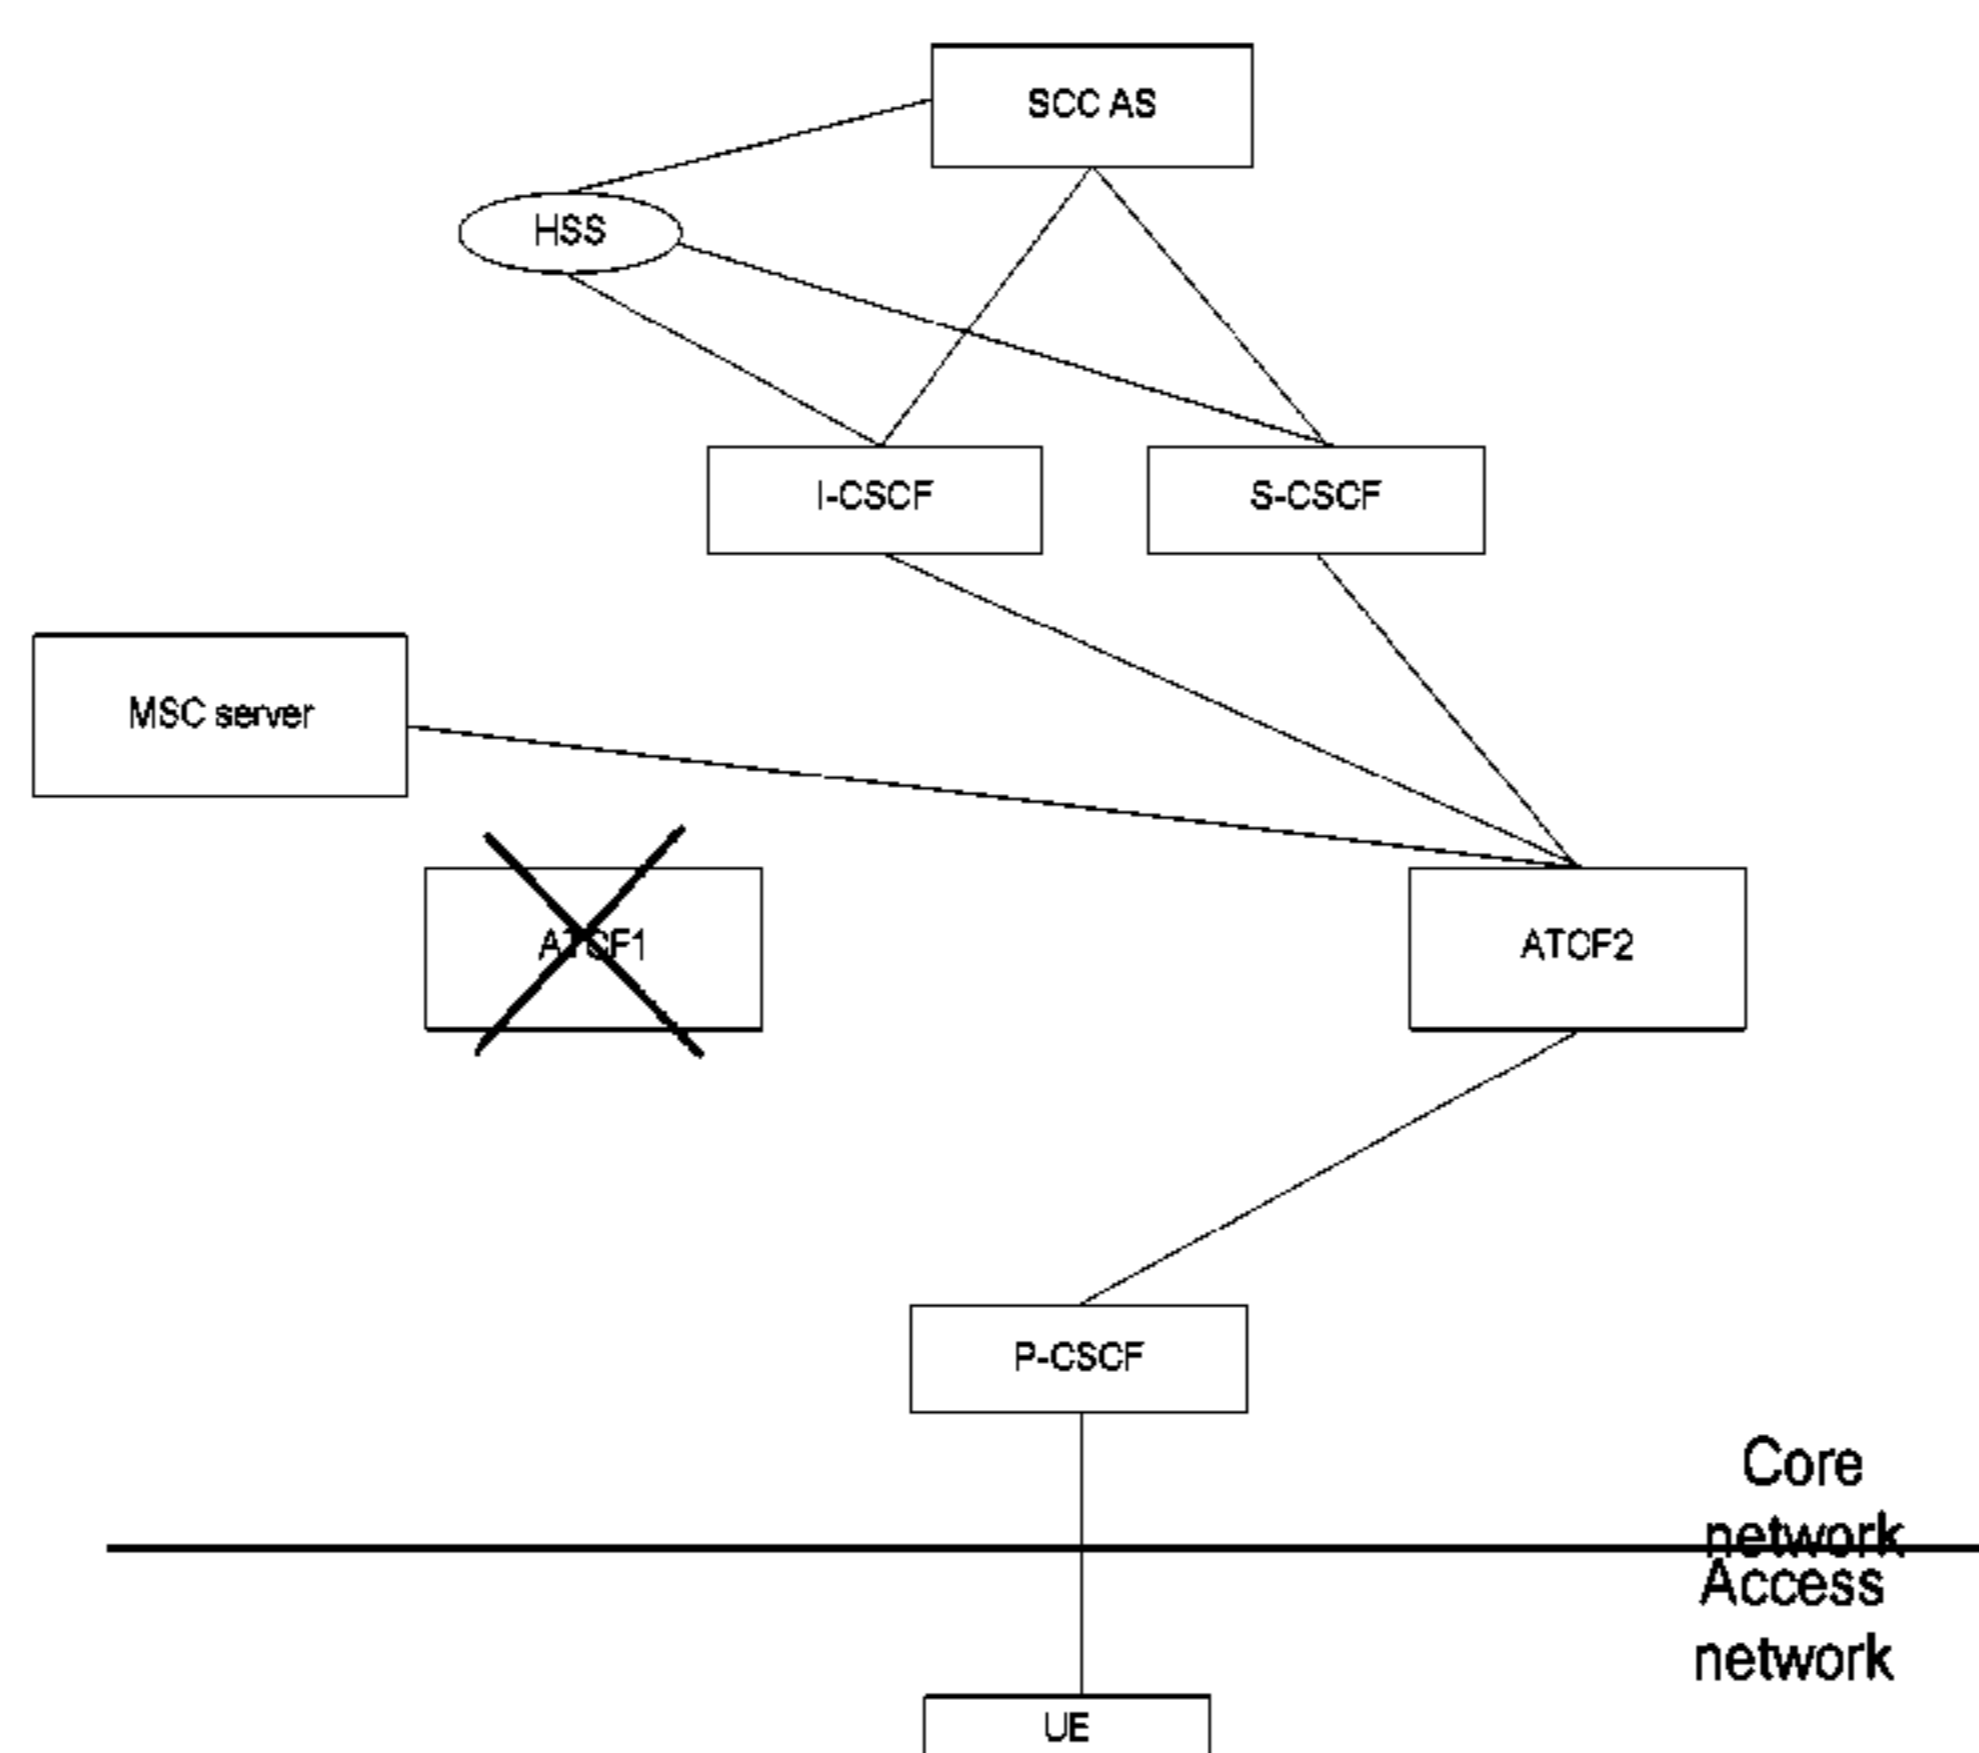 SCC AS
HSS
I-CSCF
S-CSCF
MSC server
ATCF1
ATCF2
P-CSCF
Core
network
Access
network
UE